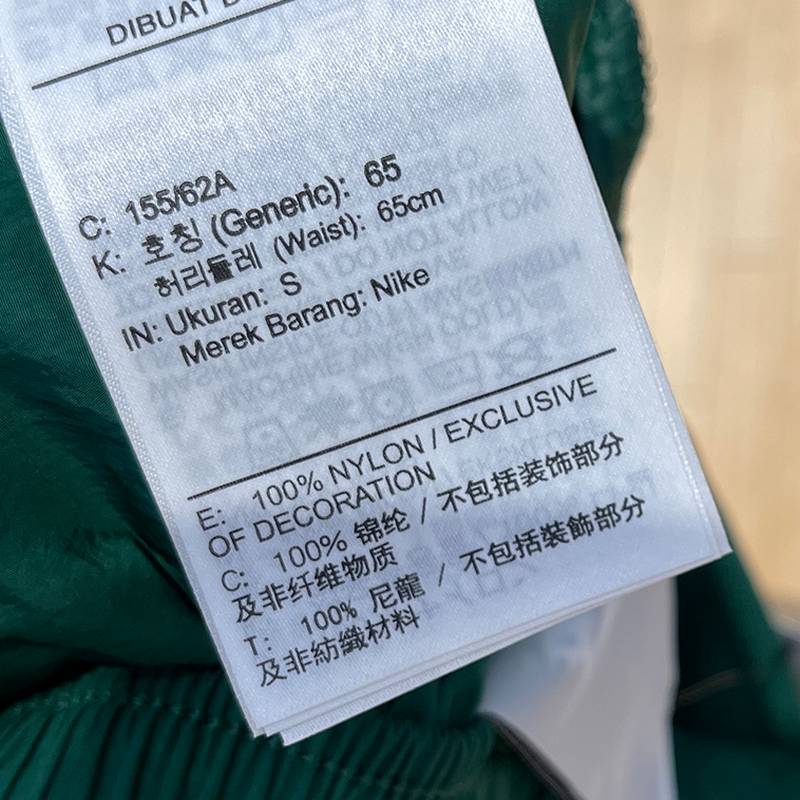 DIBUAT D
C: 155/62A
K: 호칭 (Generic): 65
허리둘레 (Waist): 65cm
IN: Ukuran: S
Merek Barang: Nike
E: 100% NYLON / EXCLUSIVE
OF DECORATION
C: 100% 锦纶 / 不包括装饰部分
及非纤维物质
T: 100% 尼龍 / 不包括裝飾部分
及非紡織材料